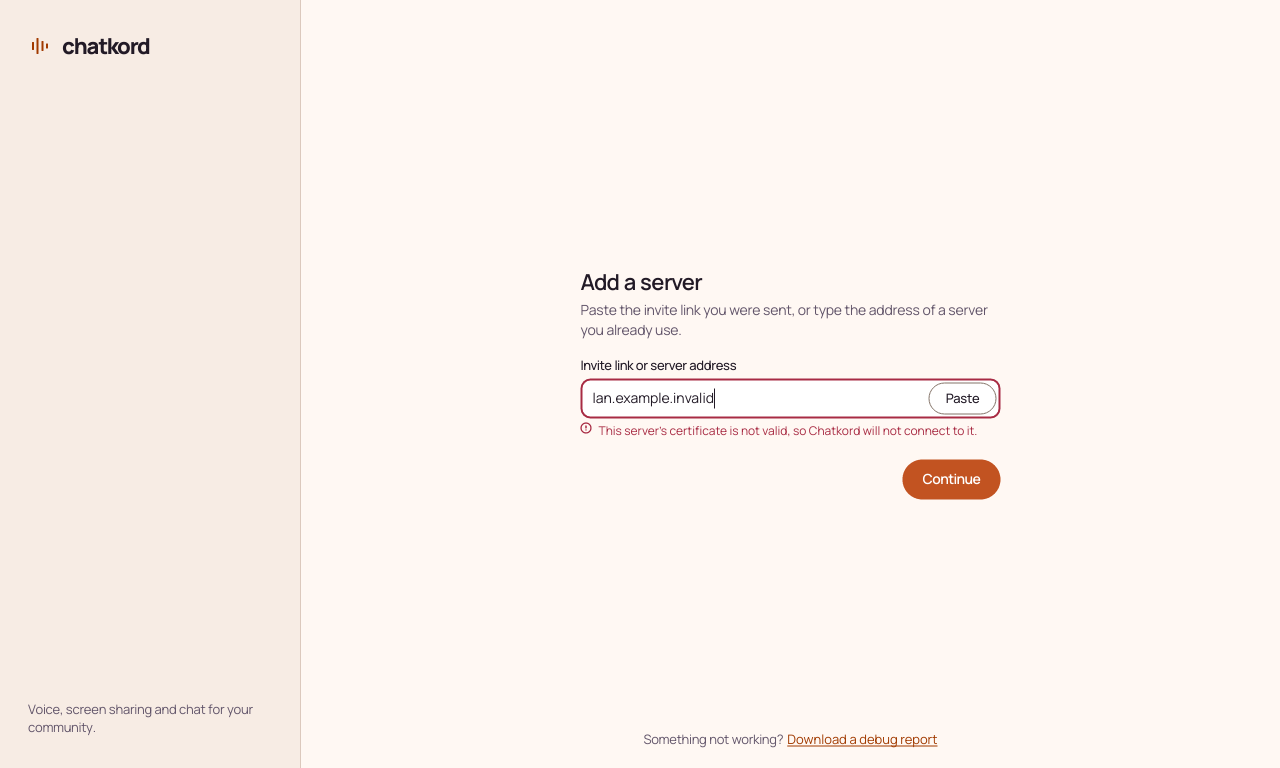 chatkord
Add a server
Paste the invite link you were sent, or type the address of a server
you already use.
Invite link or server address
lan.example.invalid
Paste
This server's certificate is not valid, so Chatkord will not connect to it.
Continue
Voice, screen sharing and chat for your
community.
Something not working? Download a debug report